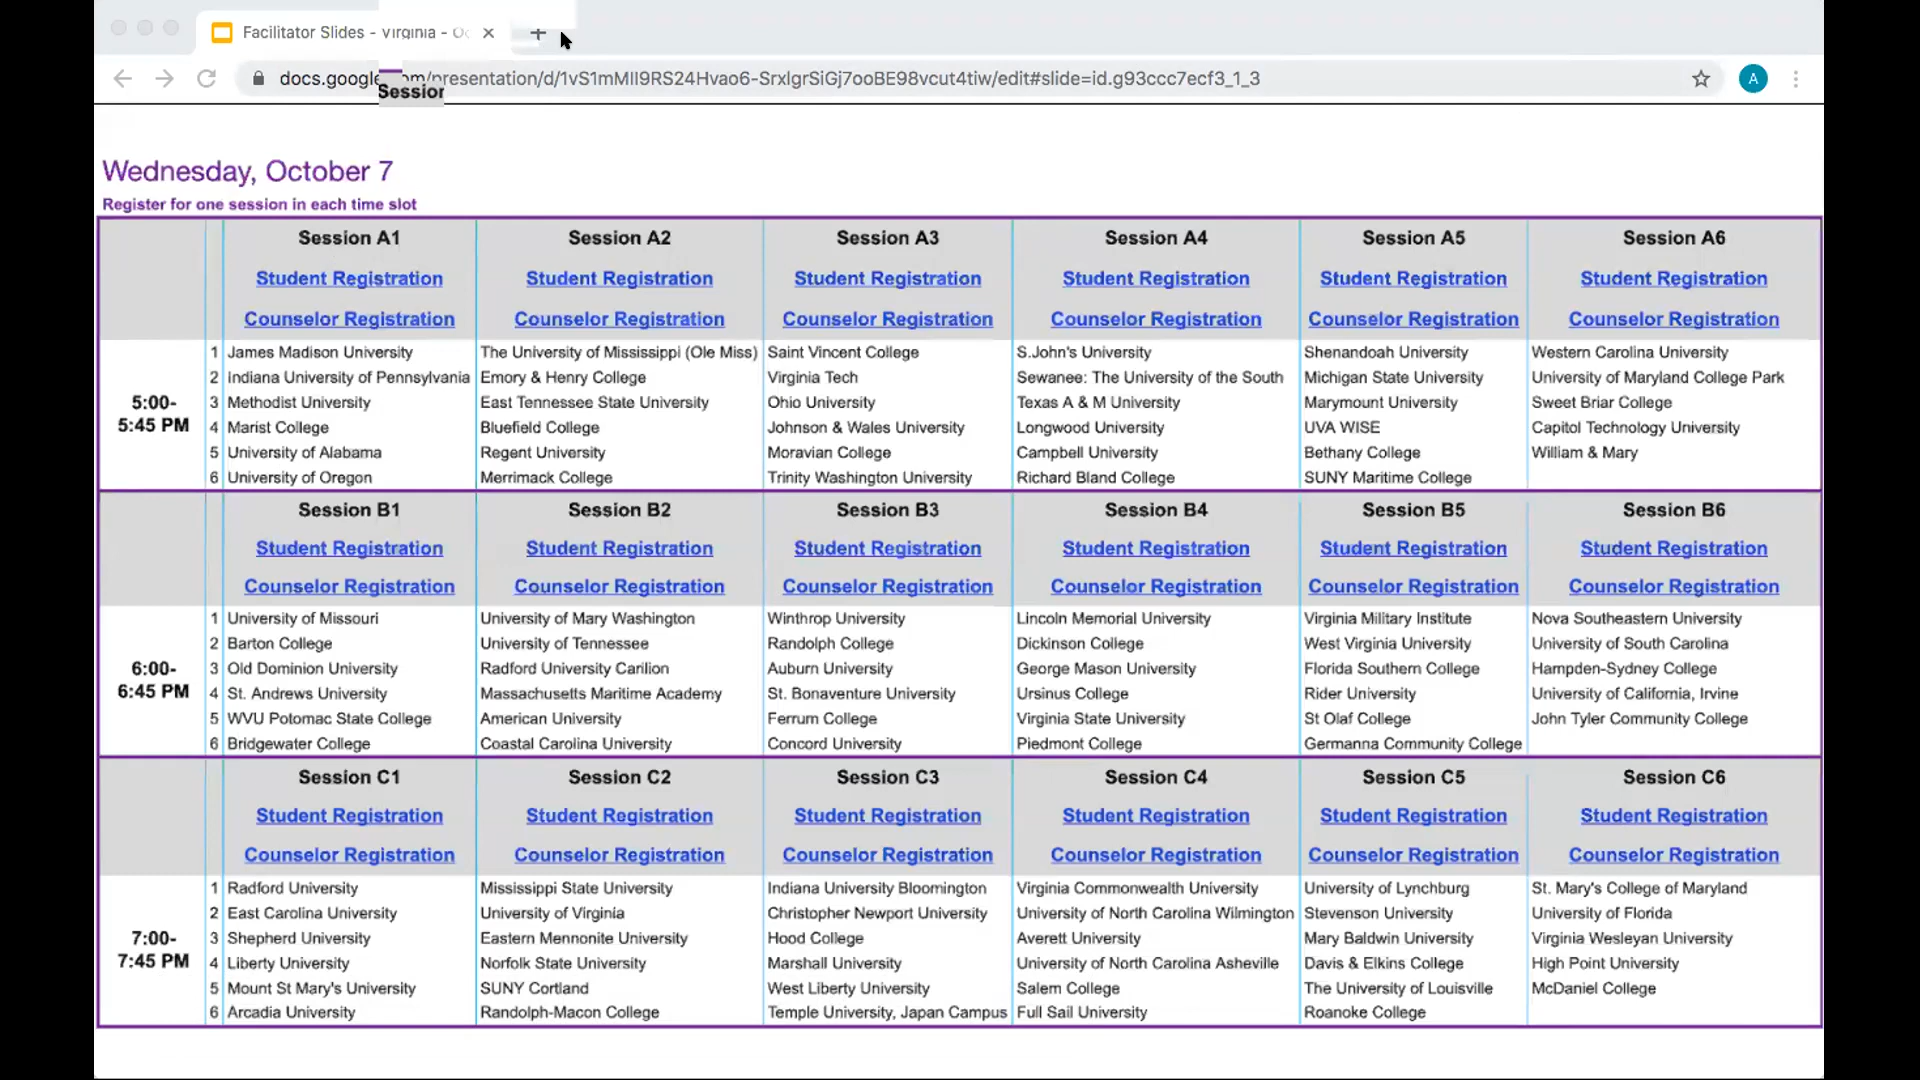 Facilitator Slides - Virginia - Oc
docs.google
om/presentation/d/1vS1mMII9RS24Hvao6-SrxIgrSiGj7ooBE98vcut4tiw/edit#slide=id.g93ccc7ecf3_1_3
A
Session
Wednesday, October 7
Register for one session in each time slot
Session A1 Session A2 Session A3 Session A4 Session A5 Session A6
Student Registration Student Registration Student Registration Student Registration Student Registration Student Registration
Counselor Registration Counselor Registration Counselor Registration Counselor Registration Counselor Registration Counselor Registration
5:00-
5:45 PM
1 James Madison University The University of Mississippi (Ole Miss) Saint Vincent College S.John's University Shenandoah University Western Carolina University
2 Indiana University of Pennsylvania Emory & Henry College Virginia Tech Sewanee: The University of the South Michigan State University University of Maryland College Park
3 Methodist University East Tennessee State University Ohio University Texas A & M University Marymount University Sweet Briar College
4 Marist College Bluefield College Johnson & Wales University Longwood University UVA WISE Capitol Technology University
5 University of Alabama Regent University Moravian College Campbell University Bethany College William & Mary
6 University of Oregon Merrimack College Trinity Washington University Richard Bland College SUNY Maritime College
Session B1 Session B2 Session B3 Session B4 Session B5 Session B6
Student Registration Student Registration Student Registration Student Registration Student Registration Student Registration
Counselor Registration Counselor Registration Counselor Registration Counselor Registration Counselor Registration Counselor Registration
6:00-
6:45 PM
1 University of Missouri University of Mary Washington Winthrop University Lincoln Memorial University Virginia Military Institute Nova Southeastern University
2 Barton College University of Tennessee Randolph College Dickinson College West Virginia University University of South Carolina
3 Old Dominion University Radford University Carilion Auburn University George Mason University Florida Southern College Hampden-Sydney College
4 St. Andrews University Massachusetts Maritime Academy St. Bonaventure University Ursinus College Rider University University of California, Irvine
5 WVU Potomac State College American University Ferrum College Virginia State University St Olaf College John Tyler Community College
6 Bridgewater College Coastal Carolina University Concord University Piedmont College Germanna Community College
Session C1 Session C2 Session C3 Session C4 Session C5 Session C6
Student Registration Student Registration Student Registration Student Registration Student Registration Student Registration
Counselor Registration Counselor Registration Counselor Registration Counselor Registration Counselor Registration Counselor Registration
7:00-
7:45 PM
1 Radford University Mississippi State University Indiana University Bloomington Virginia Commonwealth University University of Lynchburg St. Mary's College of Maryland
2 East Carolina University University of Virginia Christopher Newport University University of North Carolina Wilmington Stevenson University University of Florida
3 Shepherd University Eastern Mennonite University Hood College Averett University Mary Baldwin University Virginia Wesleyan University
4 Liberty University Norfolk State University Marshall University University of North Carolina Asheville Davis & Elkins College High Point University
5 Mount St Mary's University SUNY Cortland West Liberty University Salem College The University of Louisville McDaniel College
6 Arcadia University Randolph-Macon College Temple University, Japan Campus Full Sail University Roanoke College